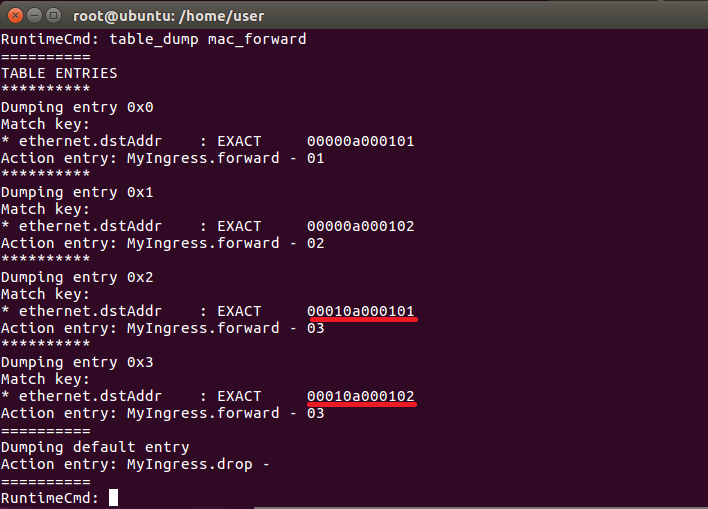 root@ubuntu: /home/user
RuntimeCmd: table_dump mac_forward
==========
TABLE ENTRIES
**********
Dumping entry 0x0
Match key:
* ethernet.dstAddr    : EXACT     00000a000101
Action entry: MyIngress.forward - 01
**********
Dumping entry 0x1
Match key:
* ethernet.dstAddr    : EXACT     00000a000102
Action entry: MyIngress.forward - 02
**********
Dumping entry 0x2
Match key:
* ethernet.dstAddr    : EXACT     00010a000101
Action entry: MyIngress.forward - 03
**********
Dumping entry 0x3
Match key:
* ethernet.dstAddr    : EXACT     00010a000102
Action entry: MyIngress.forward - 03
==========
Dumping default entry
Action entry: MyIngress.drop -
==========
RuntimeCmd: